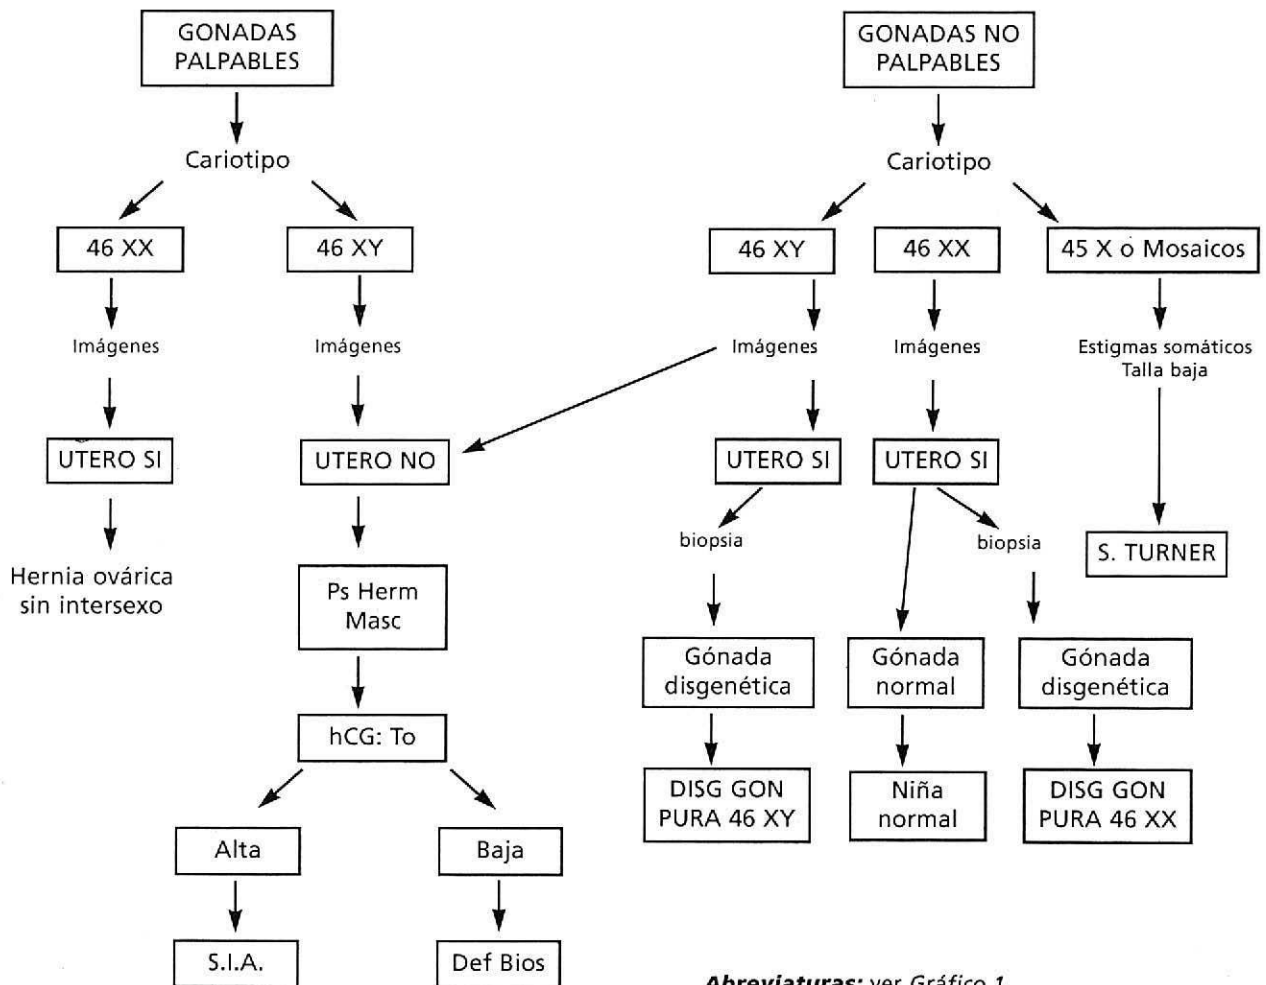 GONADAS
PALPABLES
Cariotipo
46 XX
46 XY
Imágenes
Imágenes
UTERO SI
UTERO NO
Hernia ovárica
sin intersexo
Ps Herm
Masc
hCG: To
Alta
Baja
S.I.A.
Def Bios
GONADAS NO
PALPABLES
Cariotipo
46 XY
46 XX
45 X o Mosaicos
Imágenes
Imágenes
Estigmas somáticos
Talla baja
UTERO SI
UTERO SI
biopsia
biopsia
S. TURNER
Gónada
disgenética
Gónada
normal
Gónada
disgenética
DISG GON
PURA 46 XY
Niña
normal
DISG GON
PURA 46 XX
Abreviaturas: ver Gráfico 1